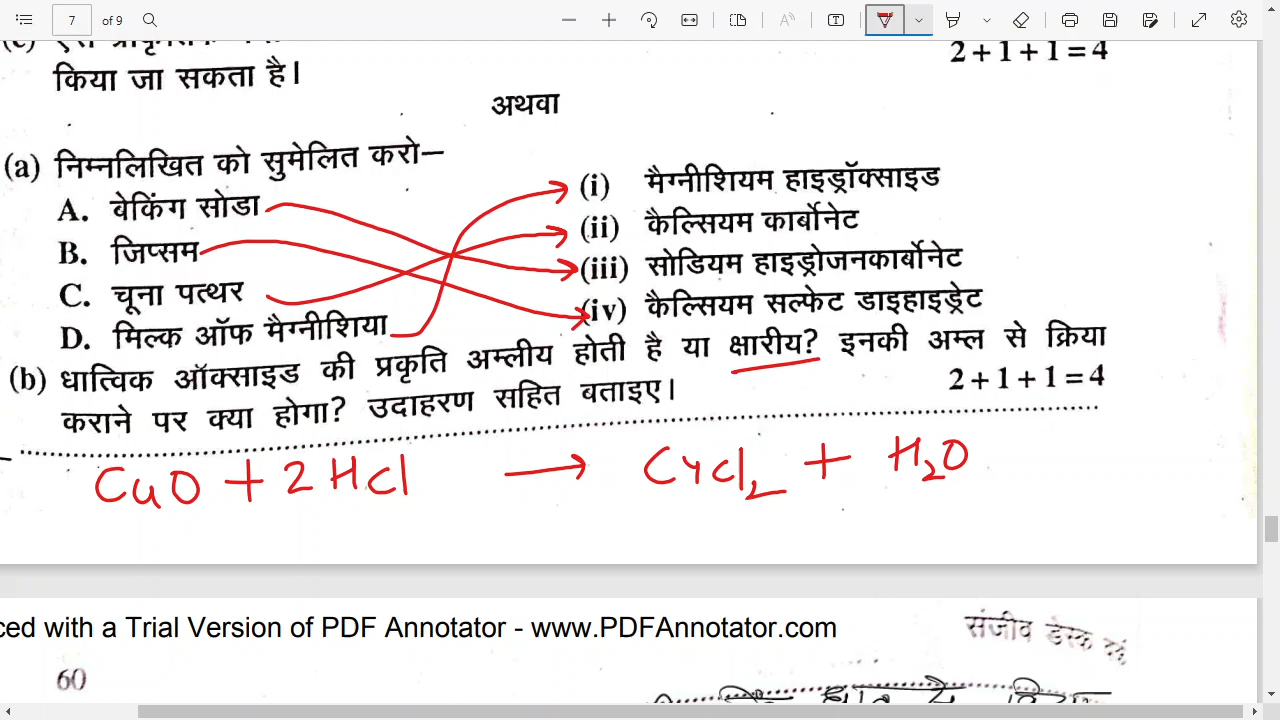 7 of 9
2+1+1=4
किया जा सकता है।
अथवा
(a) निम्नलिखित को सुमेलित करो–
A. बेकिंग सोडा (i) मैग्नीशियम हाइड्रॉक्साइड
B. जिप्सम (ii) कैल्सियम कार्बोनेट
C. चूना पत्थर (iii) सोडियम हाइड्रोजनकार्बोनेट
D. मिल्क ऑफ मैग्नीशिया (iv) कैल्सियम सल्फेट डाइहाइड्रेट
(b) धात्विक ऑक्साइड की प्रकृति अम्लीय होती है या क्षारीय? इनकी अम्ल से क्रिया
कराने पर क्या होगा? उदाहरण सहित बताइए। 2+1+1=4
CuO + 2HCl → CuCl₂ + H₂O
ced with a Trial Version of PDF Annotator - www.PDFAnnotator.com
संजीव डेस्क
60